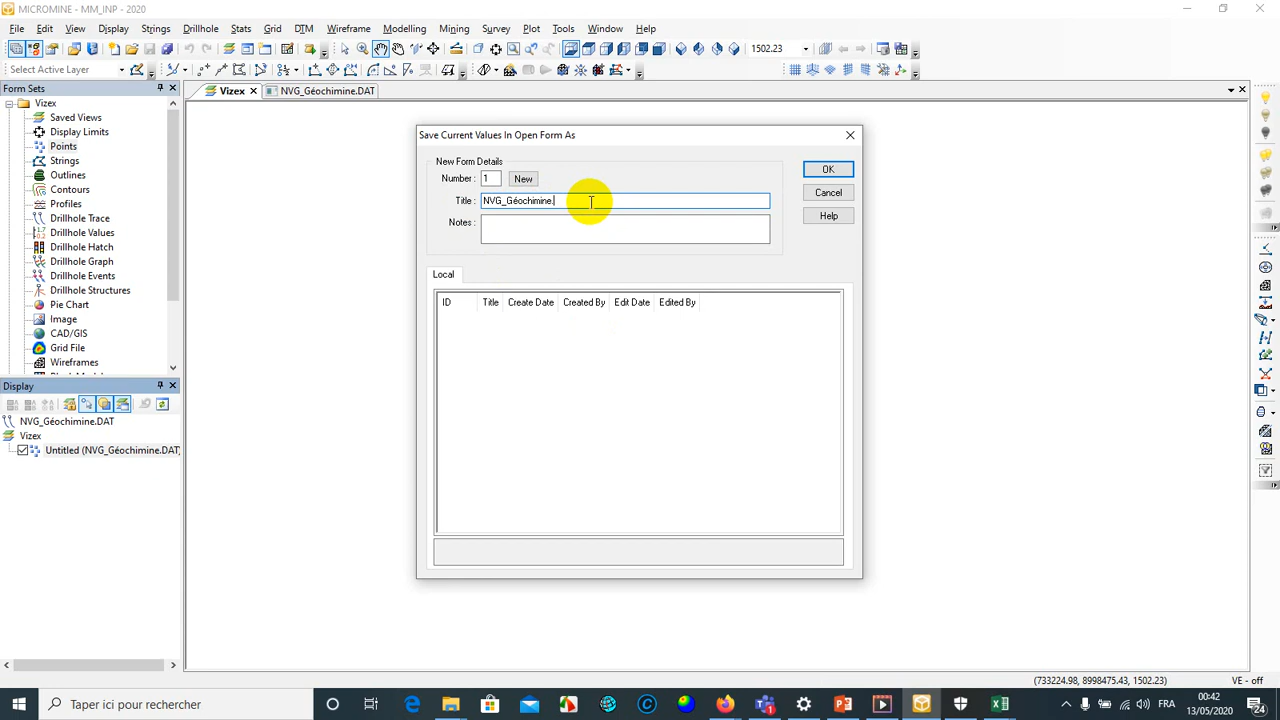 MICROMINE - MM_INP - 2020
File Edit View Display Strings Drillhole Stats Grid DTM Wireframe Modelling Mining Survey Plot Tools Window Help
1502.23
Select Active Layer
Form Sets
Vizex
NVG_Géochimine.DAT
Vizex
Saved Views
Display Limits
Points
Strings
Outlines
Contours
Profiles
Drillhole Trace
Drillhole Values
Drillhole Hatch
Drillhole Graph
Drillhole Events
Drillhole Structures
Pie Chart
Image
CAD/GIS
Grid File
Wireframes
Display
NVG_Géochimine.DAT
Vizex
Untitled (NVG_Géochimine.DAT)
Save Current Values In Open Form As
New Form Details
Number : 1 New
Title : NVG_Géochimine.
Notes :
OK
Cancel
Help
Local
ID Title Create Date Created By Edit Date Edited By
(733224.98, 8998475.43, 1502.23) VE - off
Taper ici pour rechercher
00:42
13/05/2020
24